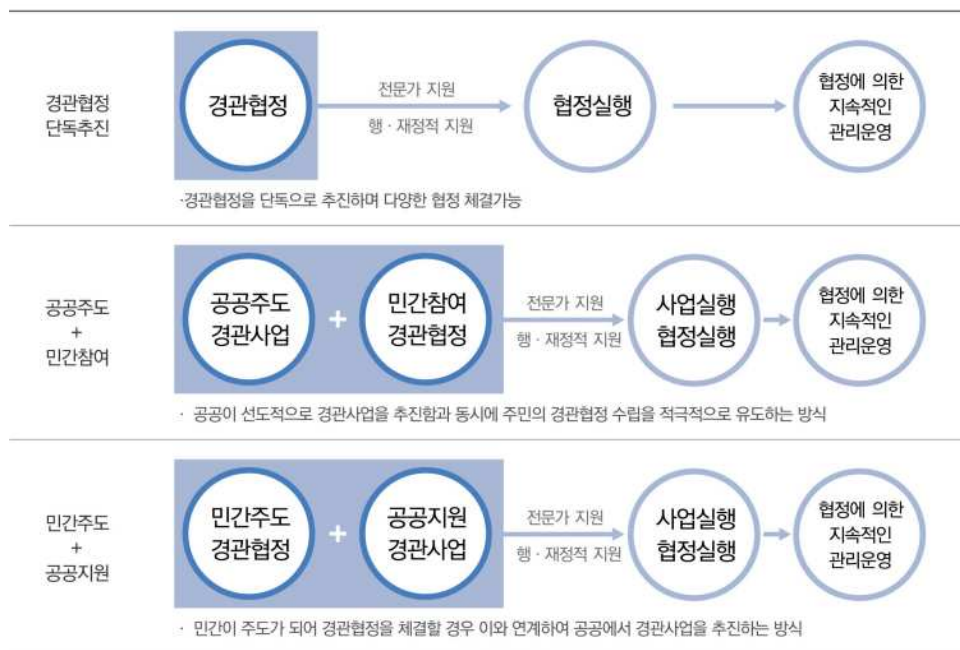 경관협정
단독추진
경관협정
전문가 지원
행 · 재정적 지원
협정실행
협정에 의한
지속적인
관리운영
·경관협정을 단독으로 추진하며 다양한 협정 체결가능
공공주도
+
민간참여
공공주도
경관사업
+
민간참여
경관협정
전문가 지원
행 · 재정적 지원
사업실행
협정실행
협정에 의한
지속적인
관리운영
· 공공이 선도적으로 경관사업을 추진함과 동시에 주민의 경관협정 수립을 적극적으로 유도하는 방식
민간주도
+
공공지원
민간주도
경관협정
+
공공지원
경관사업
전문가 지원
행 · 재정적 지원
사업실행
협정실행
협정에 의한
지속적인
관리운영
· 민간이 주도가 되어 경관협정을 체결할 경우 이와 연계하여 공공에서 경관사업을 추진하는 방식